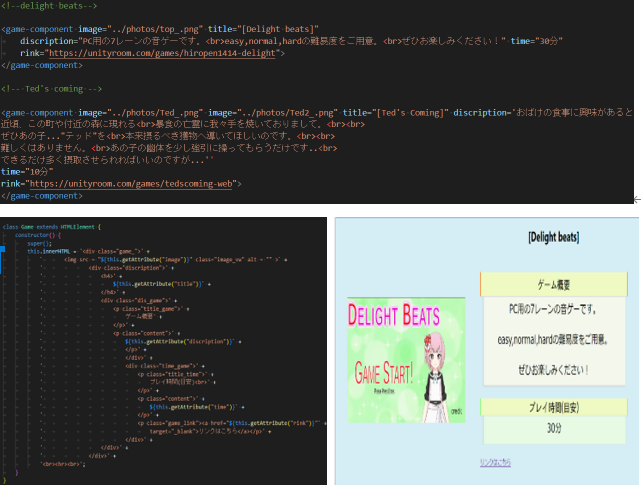 <!--delight beats-->
<game-component image="../photos/top_.png" title="[Delight beats]"
discription="PC用の7レーンの音ゲーです。<br>easy,normal,hardの難易度をご用意。<br>ぜひお楽しみください！" time="30分"
rink="https://unityroom.com/games/hiropen1414-delight">
</game-component>
<!-- Ted's coming -->
<game-component image="../photos/Ted_.png" image="../photos/Ted2_.png" title="[Ted's Coming]" discription='おばけの食事に興味があると
近頃、この町や付近の森に現れる<br>暴食の亡霊に我々手を焼いておりまして。<br><br>
ぜひあの子..."テッド"を<br>本来摂るべき獲物へ導いてほしいのです。<br><br>
難しくはありません。<br>あの子の幽体を少し強引に操ってもらうだけです..<br>
できるだけ多く摂取させられればいいのですが...''
time="10分"
rink="https://unityroom.com/games/tedscoming-web">
</game-component>
class Game extends HTMLElement {
constructor() {
super();
this.innerHTML = '<div class="game_">' +
'<img src = "${this.getAttribute("image")}" class="image_va" alt = "" >' +
'<div class="discription">' +
'<h4>' +
${this.getAttribute("title")}' +
'</h4>' +
'<div class="dis_game">' +
'<p class="title_game">' +
ゲーム概要' +
'</p>' +
'<p class="content">' +
${this.getAttribute("discription")}' +
'</p>' +
'</div>' +
'<div class="time_game">' +
'<p class="title_time">' +
プレイ時間(目安)<br>' +
'</p>' +
'<p class="content">' +
${this.getAttribute("time")}' +
'</p>' +
'<p class="game_link"><a href="${this.getAttribute("rink")}"' +
target="_blank">リンクはこちら</a></p>' +
'</div>' +
'</div>' +
'</div>' +
'<br><hr><br>';
}
}
[Delight beats]
DELIGHT BEATS
GAME START!
Press Any Key
credit
ゲーム概要
PC用の7レーンの音ゲーです。
easy,normal,hardの難易度をご用意。
ぜひお楽しみください！
プレイ時間(目安)
30分
リンクはこちら